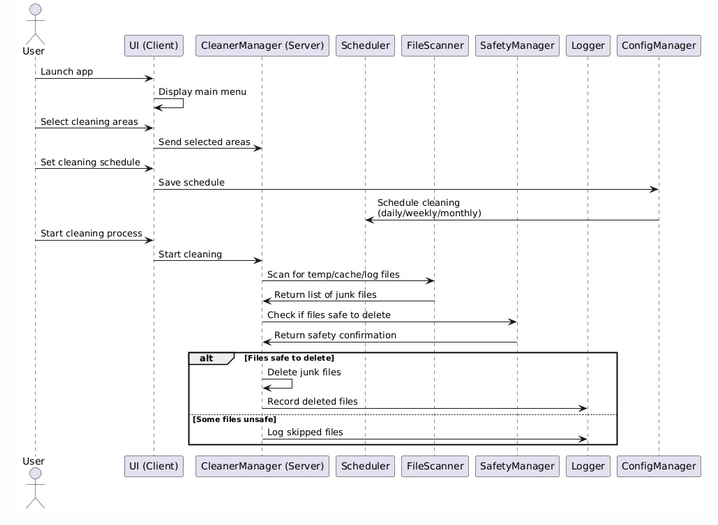 User
UI (Client)
CleanerManager (Server)
Scheduler
FileScanner
SafetyManager
Logger
ConfigManager
Launch app
Display main menu
Select cleaning areas
Send selected areas
Set cleaning schedule
Save schedule
Schedule cleaning
(daily/weekly/monthly)
Start cleaning process
Start cleaning
Scan for temp/cache/log files
Return list of junk files
Check if files safe to delete
Return safety confirmation
alt
[Files safe to delete]
Delete junk files
Record deleted files
[Some files unsafe]
Log skipped files
User
UI (Client)
CleanerManager (Server)
Scheduler
FileScanner
SafetyManager
Logger
ConfigManager